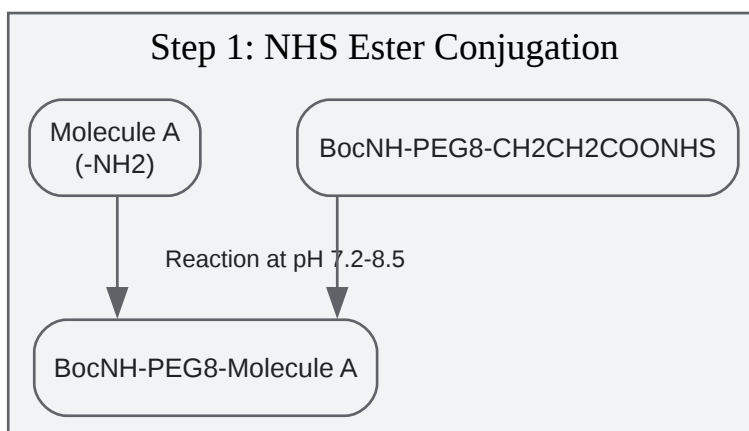 Step 1: NHS Ester Conjugation
Molecule A
(-NH2)
BocNH-PEG8-CH2CH2COONHS
Reaction at pH 7.2-8.5
BocNH-PEG8-Molecule A